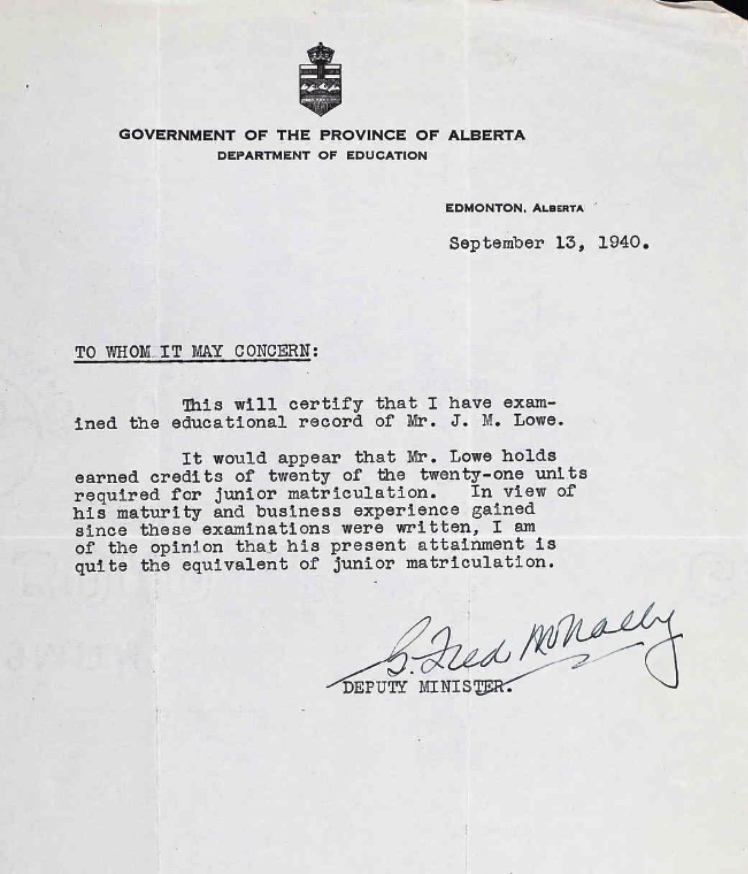 GOVERNMENT OF THE PROVINCE OF ALBERTA
DEPARTMENT OF EDUCATION
EDMONTON, ALBERTA
September 13, 1940.
TO WHOM IT MAY CONCERN:
This will certify that I have exam-
ined the educational record of Mr. J. M. Lowe.
It would appear that Mr. Lowe holds
earned credits of twenty of the twenty-one units
required for junior matriculation. In view of
his maturity and business experience gained
since these examinations were written, I am
of the opinion that his present attainment is
quite the equivalent of junior matriculation.
G. Fred McNally
DEPUTY MINISTER.